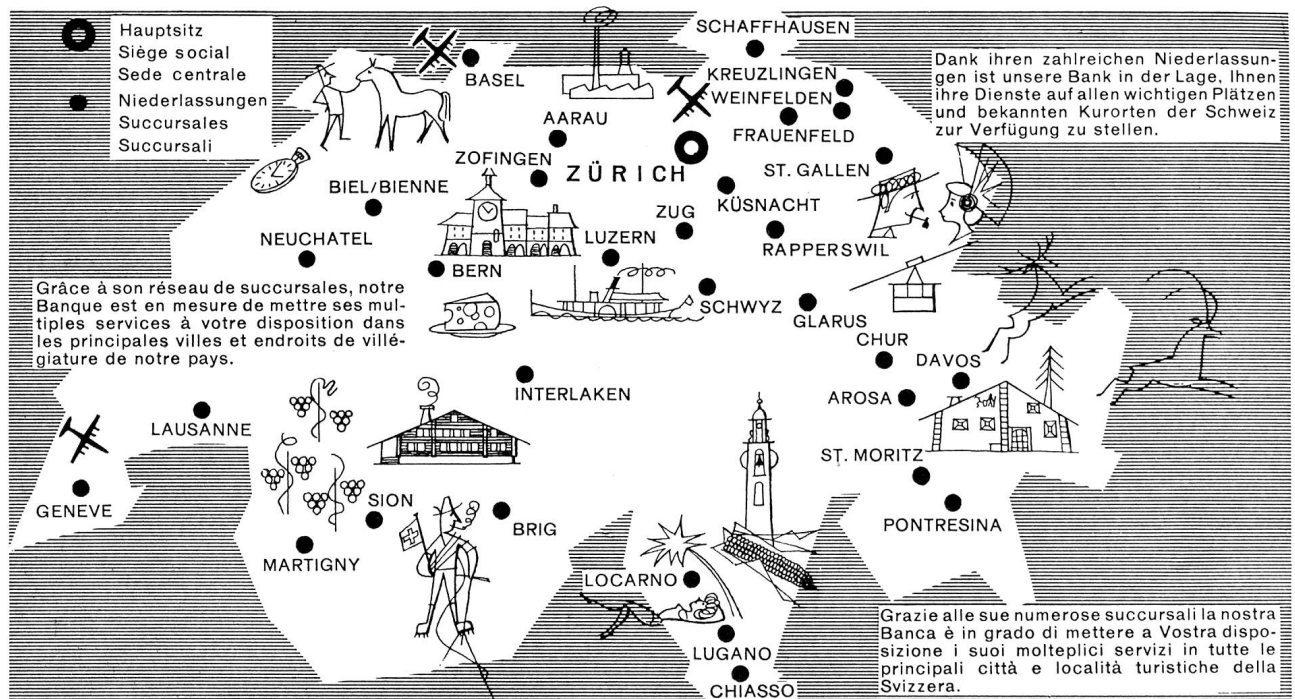 Hauptsitz
Siège social
Sede centrale
Niederlassungen
Succursales
Succursali
Dank ihren zahlreichen Niederlassun-
gen ist unsere Bank in der Lage, Ihnen
ihre Dienste auf allen wichtigen Plätzen
und bekannten Kurorten der Schweiz
zur Verfügung zu stellen.
SCHAFFHAUSEN
BASEL
KREUZLINGEN
WEINFELDEN
AARAU
FRAUENFELD
ZOFINGEN
ZÜRICH
ST. GALLEN
BIEL/BIENNE
KÜSNACHT
ZUG
NEUCHATEL
LUZERN
RAPPERSWIL
BERN
Grâce à son réseau de succursales, notre
Banque est en mesure de mettre ses mul-
tiples services à votre disposition dans
les principales villes et endroits de villé-
giature de notre pays.
SCHWYZ
GLARUS
CHUR
DAVOS
INTERLAKEN
AROSA
LAUSANNE
ST. MORITZ
GENEVE
SION
BRIG
PONTRESINA
MARTIGNY
LOCARNO
LUGANO
CHIASSO
Grazie alle sue numerose succursali la nostra
Banca è in grado di mettere a Vostra dispo-
sizione i suoi molteplici servizi in tutte le
principali città e località turistiche della
Svizzera.